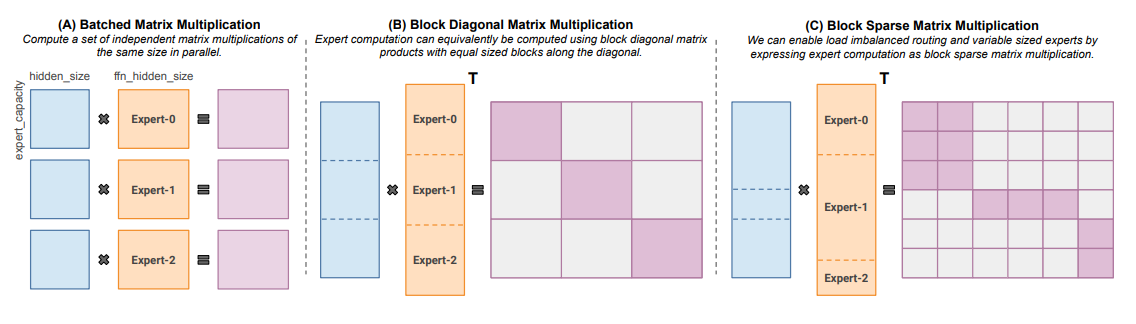 (A) Batched Matrix Multiplication
Compute a set of independent matrix multiplications of
the same size in parallel.
hidden_size
ffn_hidden_size
expert_capacity
Expert-0
Expert-1
Expert-2
(B) Block Diagonal Matrix Multiplication
Expert computation can equivalently be computed using block diagonal matrix
products with equal sized blocks along the diagonal.
T
Expert-0
Expert-1
Expert-2
(C) Block Sparse Matrix Multiplication
We can enable load imbalanced routing and variable sized experts by
expressing expert computation as block sparse matrix multiplication.
T
Expert-0
Expert-1
Expert-2